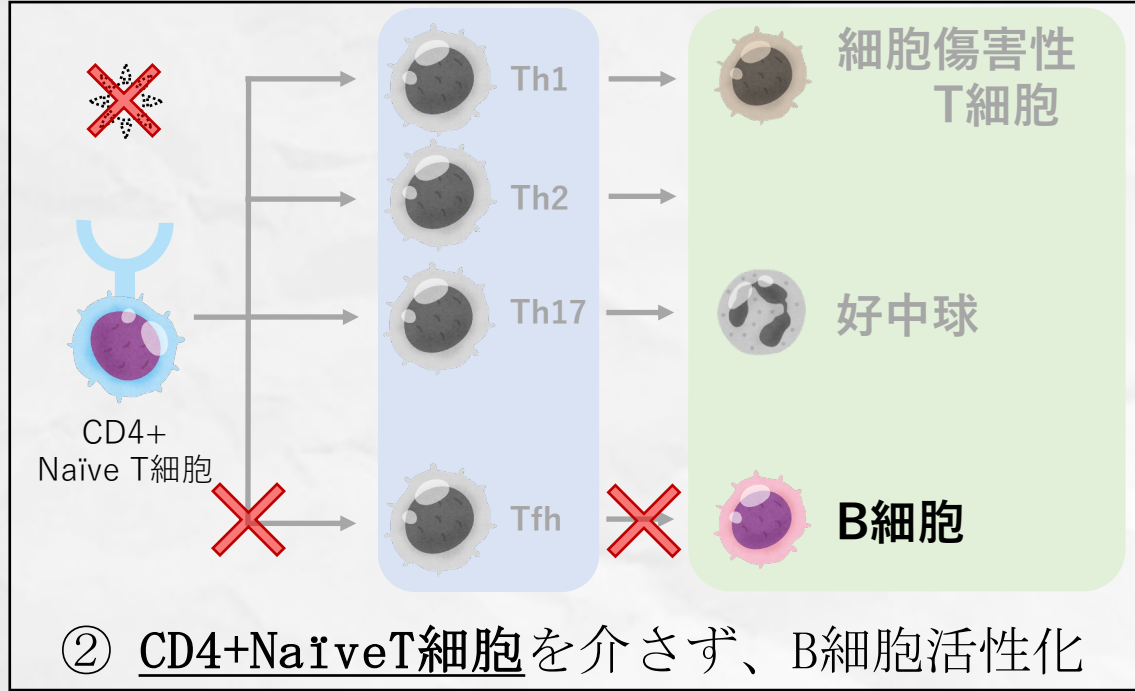 Th1
細胞傷害性
T細胞
Th2
Th17
好中球
CD4+
Naïve T細胞
Tfh
B細胞
② CD4+NaïveT細胞を介さず、B細胞活性化